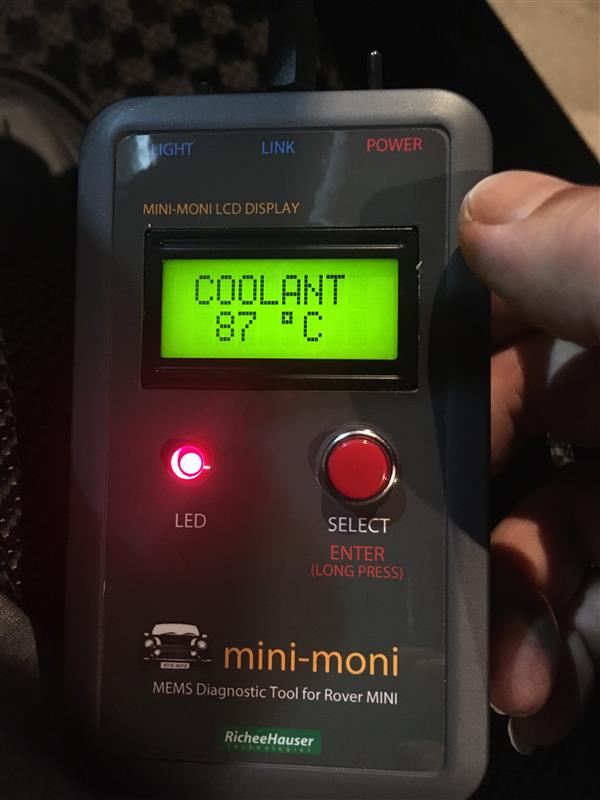 LIGHT LINK POWER
MINI-MONI LCD DISPLAY
COOLANT
87 °C
LED
SELECT
ENTER
(LONG PRESS)
mini-moni
MEMS Diagnostic Tool for Rover MINI
RicheeHauser
Technologies